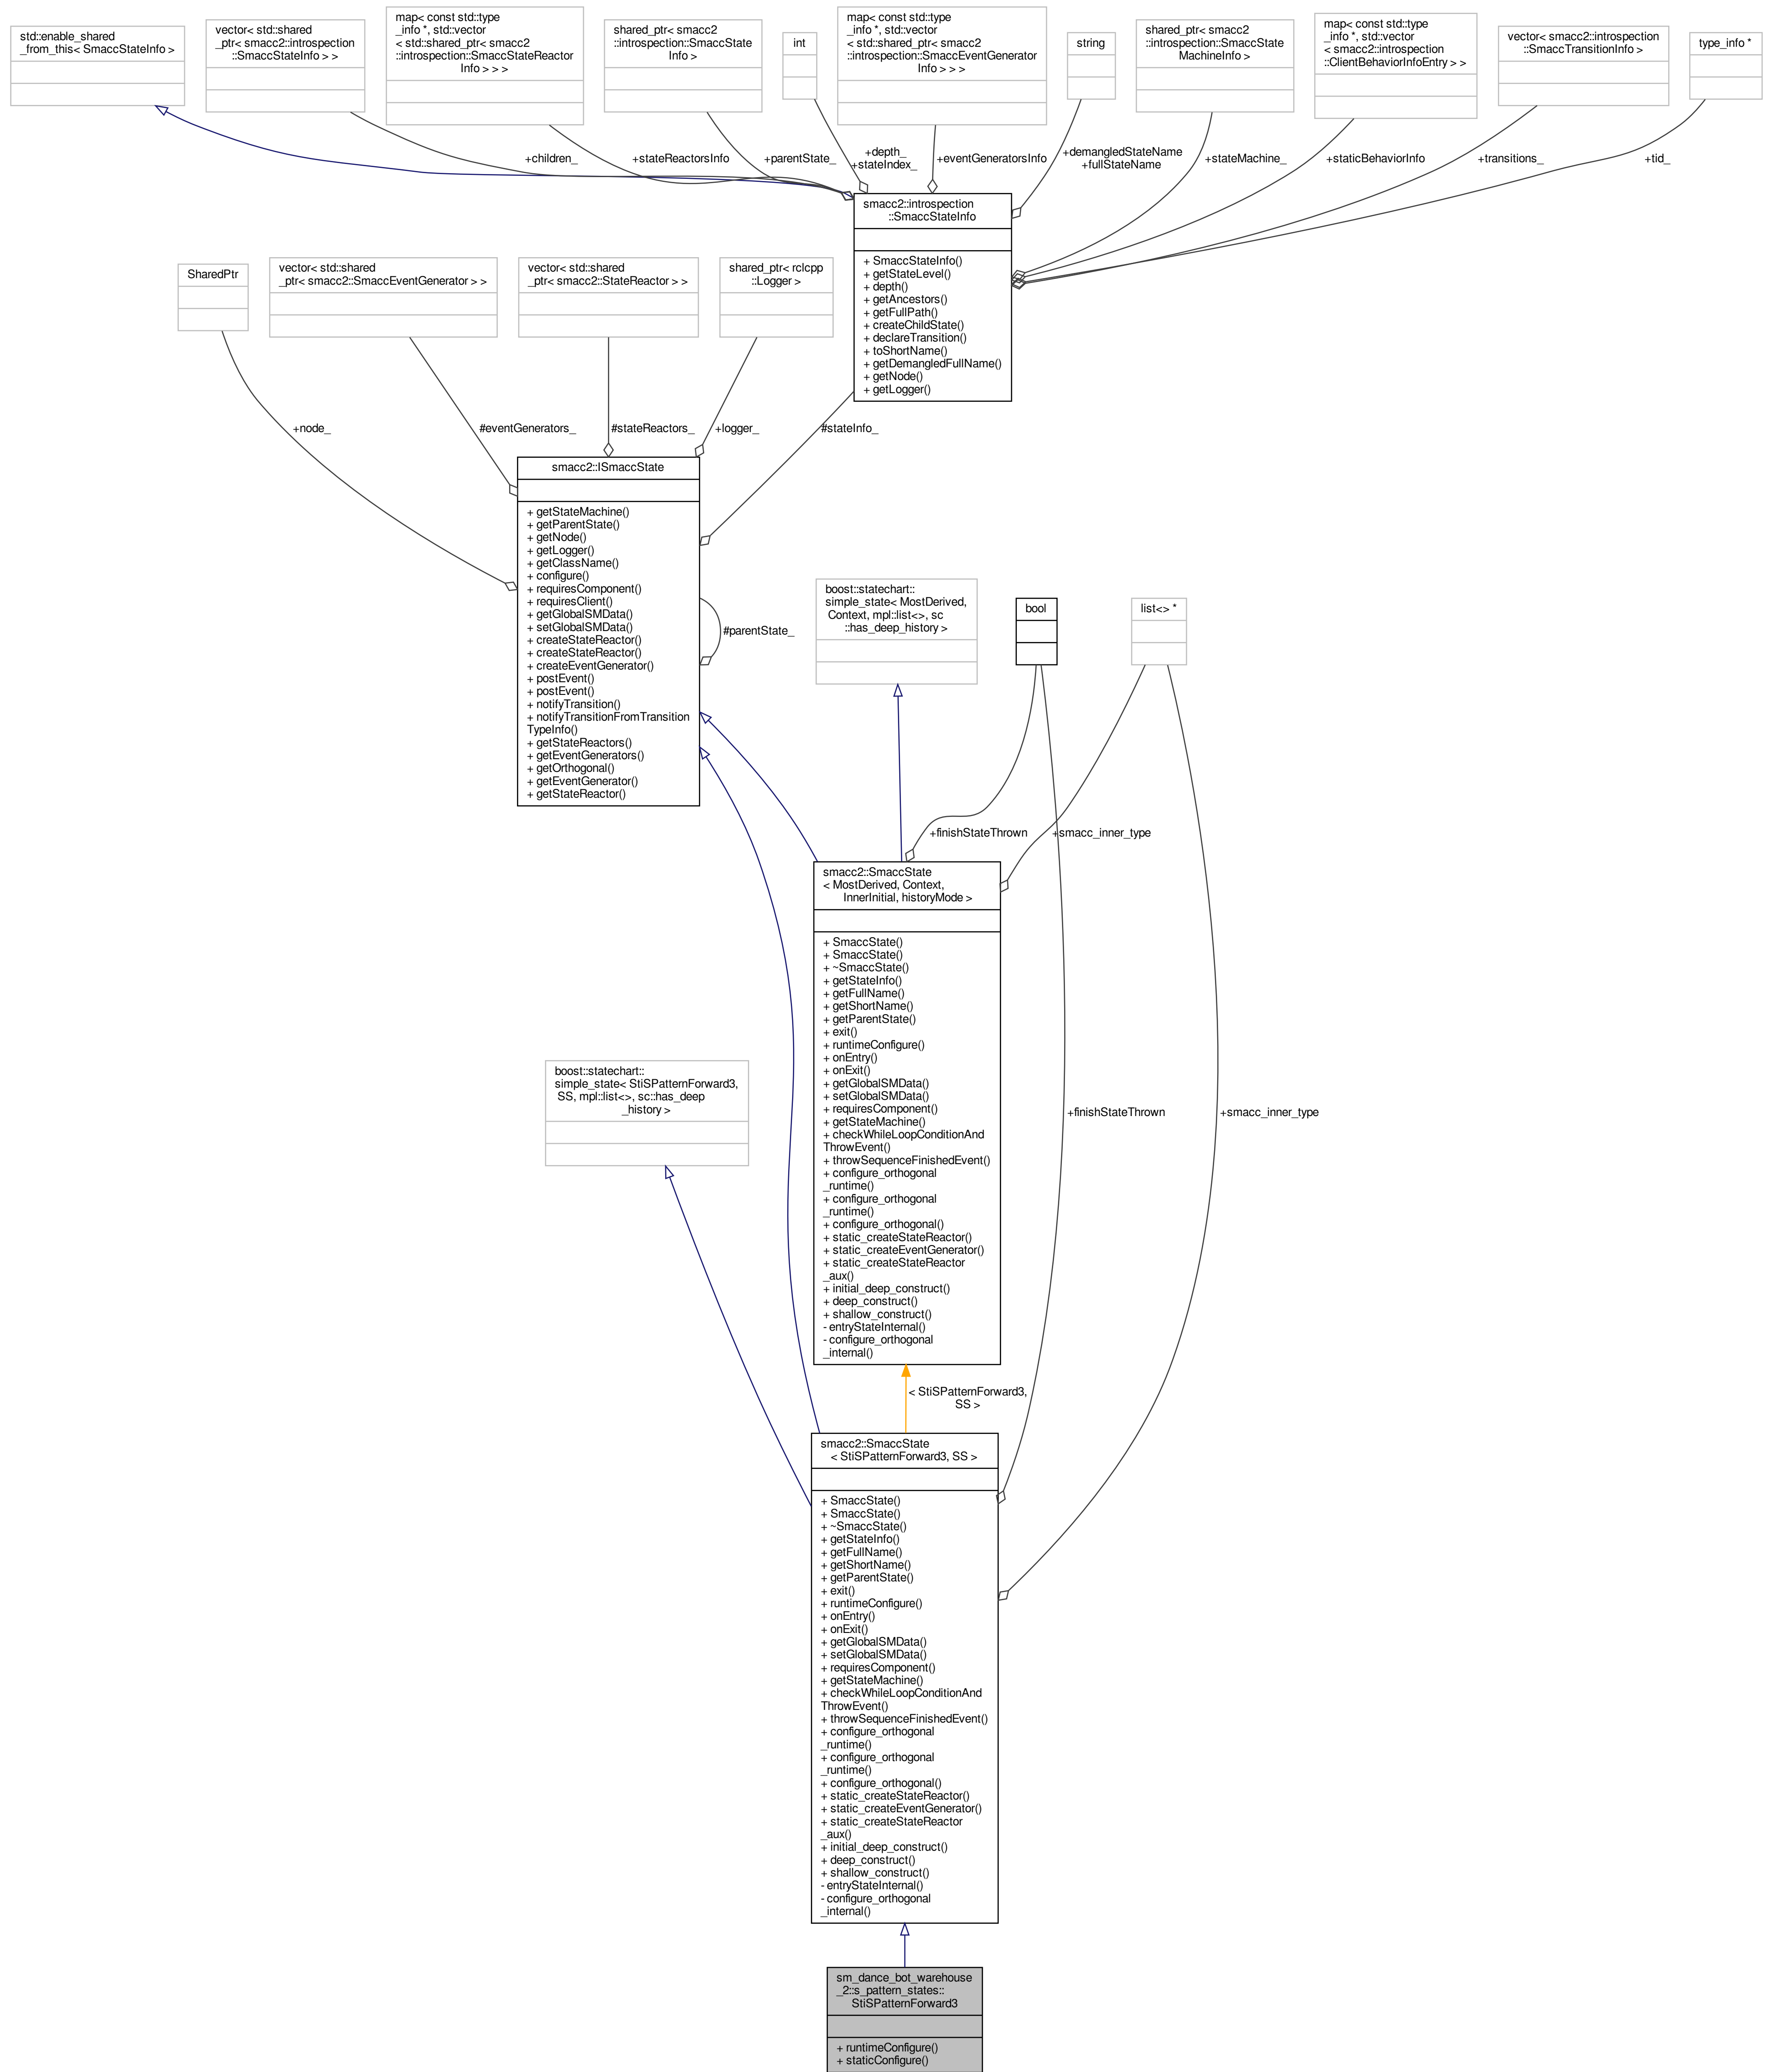 std::enable_shared
_from_this< SmaccStateInfo >
vector< std::shared
_ptr< smacc2::introspection
::SmaccStateInfo > >
map< const std::type
_info *, std::vector
< std::shared_ptr< smacc2
::introspection::SmaccStateReactor
Info > > >
shared_ptr< smacc2
::introspection::SmaccState
Info >
int
map< const std::type
_info *, std::vector
< std::shared_ptr< smacc2
::introspection::SmaccEventGenerator
Info > > >
string
shared_ptr< smacc2
::introspection::SmaccState
MachineInfo >
map< const std::type
_info *, std::vector
< smacc2::introspection
::ClientBehaviorInfoEntry > >
vector< smacc2::introspection
::SmaccTransitionInfo >
type_info *
+children_
+stateReactorsInfo
+parentState_
+depth_
+stateIndex_
+eventGeneratorsInfo
+demangledStateName
+fullStateName
+stateMachine_
+staticBehaviorInfo
+transitions_
+tid_
smacc2::introspection
::SmaccStateInfo
+ SmaccStateInfo()
+ getStateLevel()
+ depth()
+ getAncestors()
+ getFullPath()
+ createChildState()
+ declareTransition()
+ toShortName()
+ getDemangledFullName()
+ getNode()
+ getLogger()
SharedPtr
vector< std::shared
_ptr< smacc2::SmaccEventGenerator > >
vector< std::shared
_ptr< smacc2::StateReactor > >
shared_ptr< rclcpp
::Logger >
+node_
#eventGenerators_
#stateReactors_
+logger_
#stateInfo_
smacc2::ISmaccState
+ getStateMachine()
+ getParentState()
+ getNode()
+ getLogger()
+ getClassName()
+ configure()
+ requiresComponent()
+ requiresClient()
+ getGlobalSMData()
+ setGlobalSMData()
+ createStateReactor()
+ createStateReactor()
+ createEventGenerator()
+ postEvent()
+ postEvent()
+ notifyTransition()
+ notifyTransitionFromTransition
TypeInfo()
+ getStateReactors()
+ getEventGenerators()
+ getOrthogonal()
+ getEventGenerator()
+ getStateReactor()
#parentState_
boost::statechart::
simple_state< MostDerived,
Context, mpl::list<>, sc
::has_deep_history >
bool
list<> *
+finishStateThrown
+smacc_inner_type
smacc2::SmaccState
< MostDerived, Context,
InnerInitial, historyMode >
+ SmaccState()
+ SmaccState()
+ ~SmaccState()
+ getStateInfo()
+ getFullName()
+ getShortName()
+ getParentState()
+ exit()
+ runtimeConfigure()
+ onEntry()
+ onExit()
+ getGlobalSMData()
+ setGlobalSMData()
+ requiresComponent()
+ getStateMachine()
+ checkWhileLoopConditionAnd
ThrowEvent()
+ throwSequenceFinishedEvent()
+ configure_orthogonal
_runtime()
+ configure_orthogonal
_runtime()
+ configure_orthogonal()
+ static_createStateReactor()
+ static_createEventGenerator()
+ static_createStateReactor
_aux()
+ initial_deep_construct()
+ deep_construct()
+ shallow_construct()
- entryStateInternal()
- configure_orthogonal
_internal()
boost::statechart::
simple_state< StiSPatternForward3,
SS, mpl::list<>, sc::has_deep
_history >
+finishStateThrown
+smacc_inner_type
< StiSPatternForward3,
SS >
smacc2::SmaccState
< StiSPatternForward3, SS >
+ SmaccState()
+ SmaccState()
+ ~SmaccState()
+ getStateInfo()
+ getFullName()
+ getShortName()
+ getParentState()
+ exit()
+ runtimeConfigure()
+ onEntry()
+ onExit()
+ getGlobalSMData()
+ setGlobalSMData()
+ requiresComponent()
+ getStateMachine()
+ checkWhileLoopConditionAnd
ThrowEvent()
+ throwSequenceFinishedEvent()
+ configure_orthogonal
_runtime()
+ configure_orthogonal
_runtime()
+ configure_orthogonal()
+ static_createStateReactor()
+ static_createEventGenerator()
+ static_createStateReactor
_aux()
+ initial_deep_construct()
+ deep_construct()
+ shallow_construct()
- entryStateInternal()
- configure_orthogonal
_internal()
sm_dance_bot_warehouse
_2::s_pattern_states::
StiSPatternForward3
+ runtimeConfigure()
+ staticConfigure()